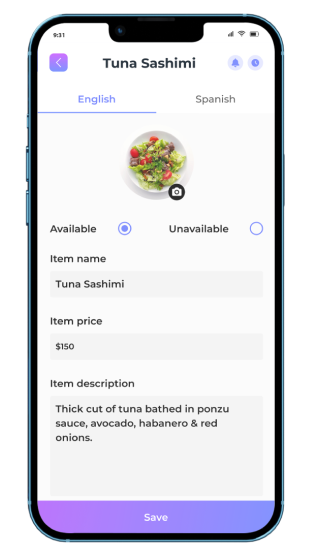 9:31
Tuna Sashimi
English Spanish
Available Unavailable
Item name
Tuna Sashimi
Item price
$150
Item description
Thick cut of tuna bathed in ponzu
sauce, avocado, habanero & red
onions.
Save